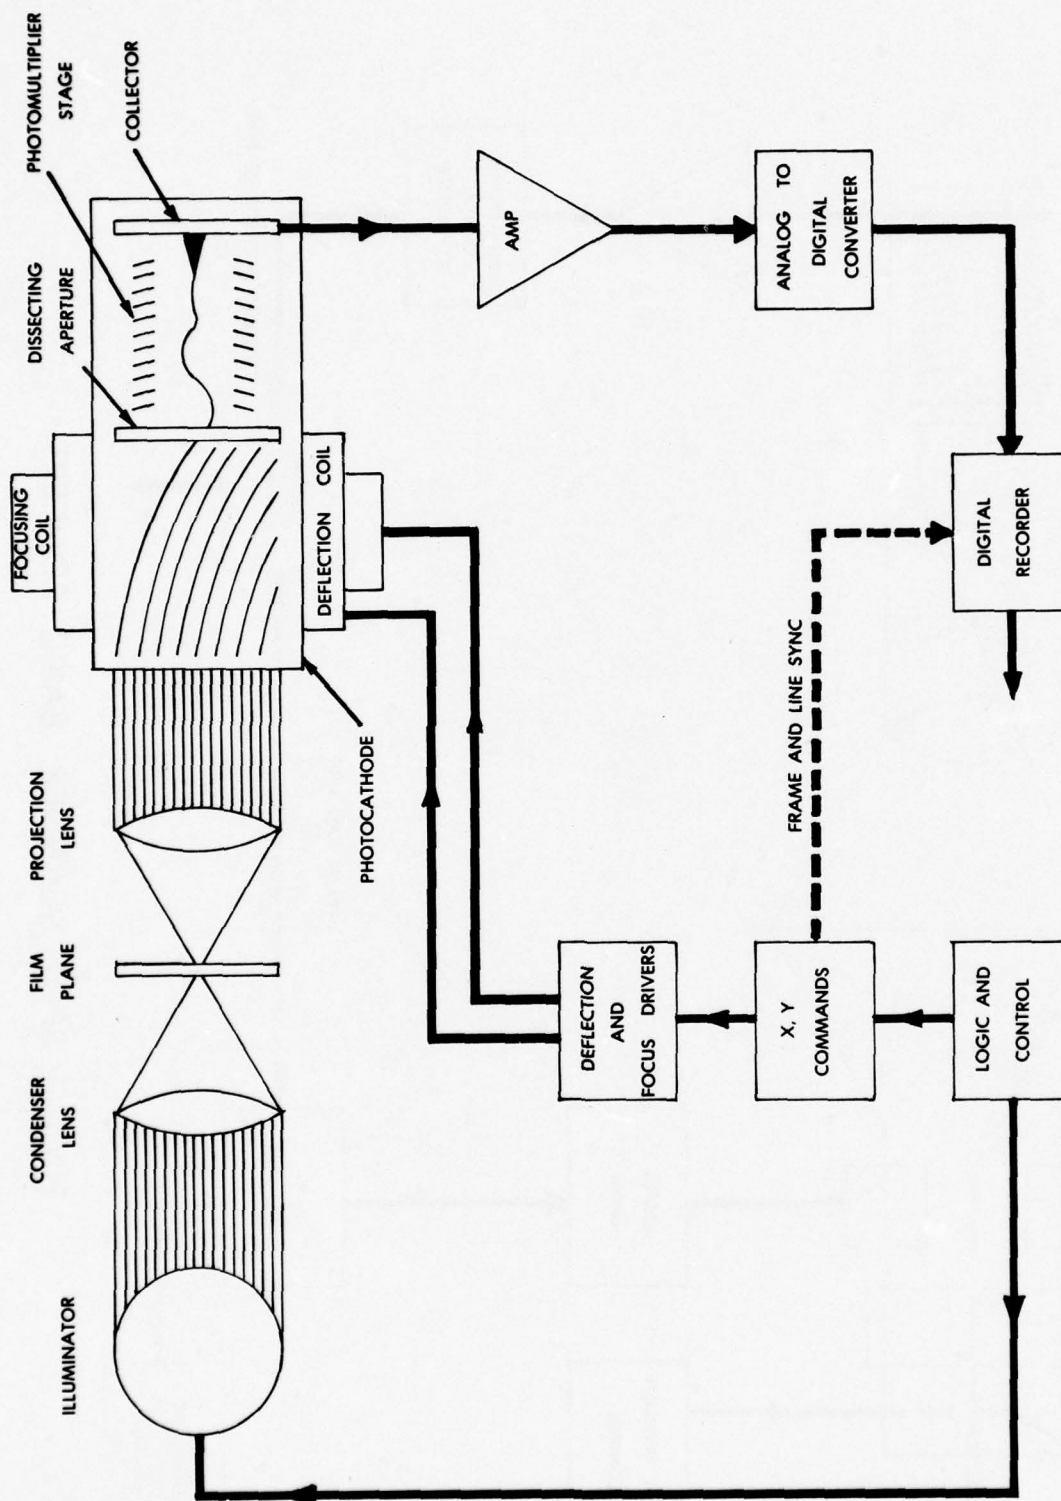 ILLUMINATOR
CONDENSER
LENS
FILM
PLANE
PROJECTION
LENS
FOCUSING
COIL
DISSECTING
APERTURE
PHOTOMULTIPLIER
STAGE
COLLECTOR
DEFLECTION COIL
PHOTOCATHODE
AMP
DEFLECTION
AND
FOCUS DRIVERS
FRAME AND LINE SYNC
ANALOG TO
DIGITAL
CONVERTER
X, Y
COMMANDS
LOGIC AND
CONTROL
DIGITAL
RECORDER